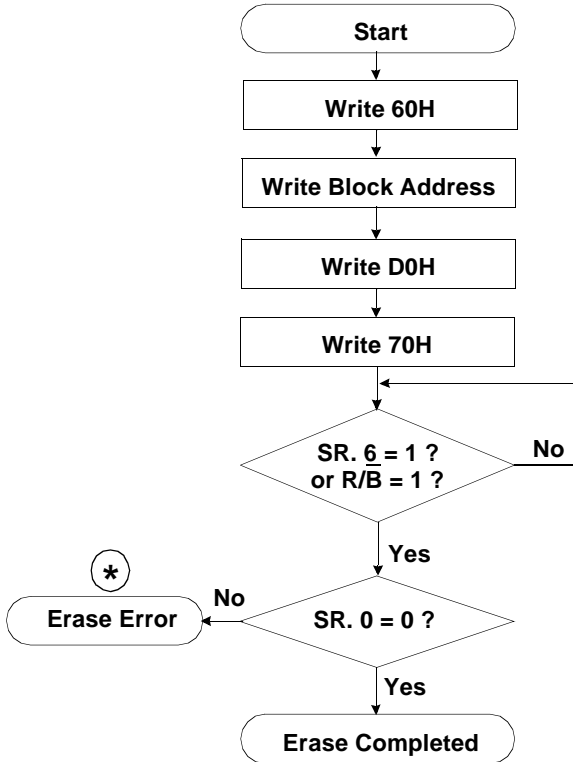 Start
Write 60H
Write Block Address
Write D0H
Write 70H
SR. 6 = 1 ?
or R/B̅ = 1 ?
No
Yes
*
No
Erase Error
SR. 0 = 0 ?
Yes
Erase Completed